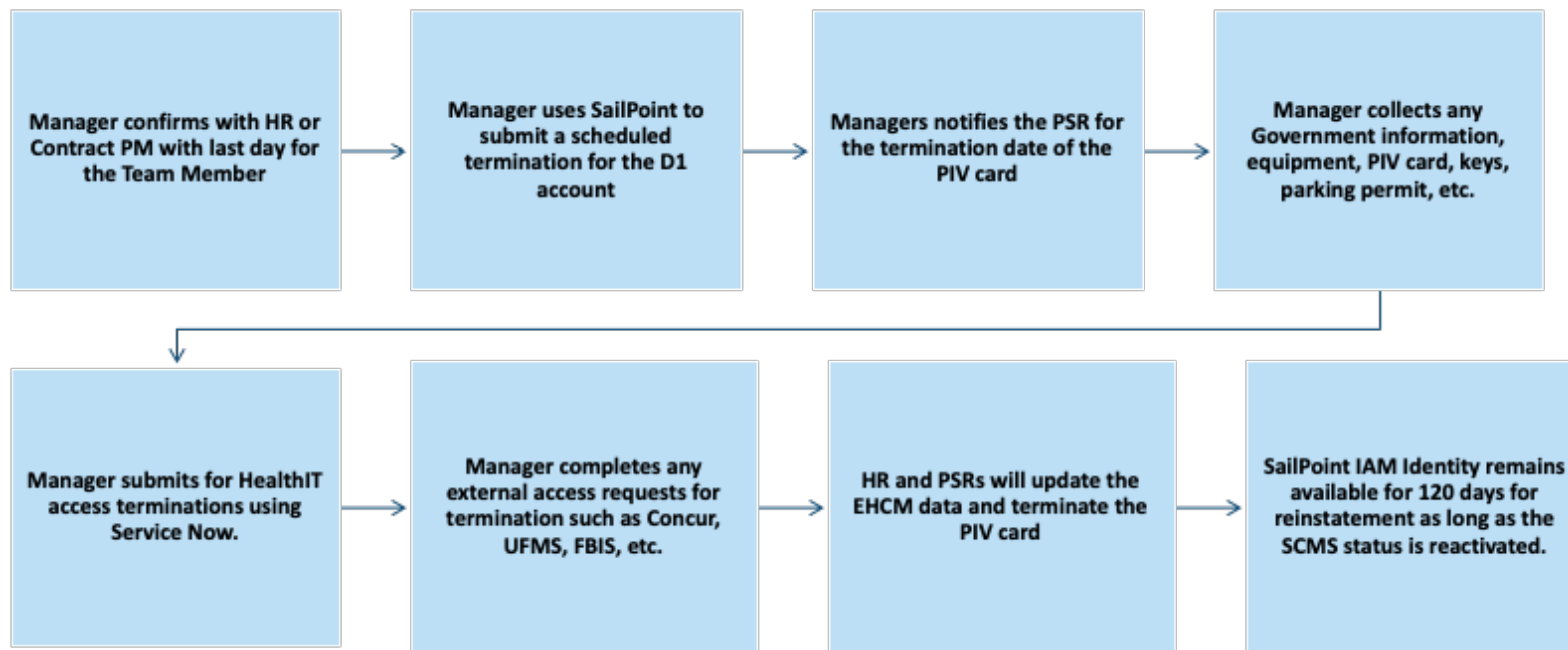 Manager confirms with HR or
Contract PM with last day for
the Team Member
Manager uses SailPoint to
submit a scheduled
termination for the D1
account
Managers notifies the PSR for
the termination date of the
PIV card
Manager collects any
Government information,
equipment, PIV card, keys,
parking permit, etc.
Manager submits for HealthIT
access terminations using
Service Now.
Manager completes any
external access requests for
termination such as Concur,
UFMS, FBIS, etc.
HR and PSRs will update the
EHCM data and terminate the
PIV card
SailPoint IAM Identity remains
available for 120 days for
reinstatement as long as the
SCMS status is reactivated.